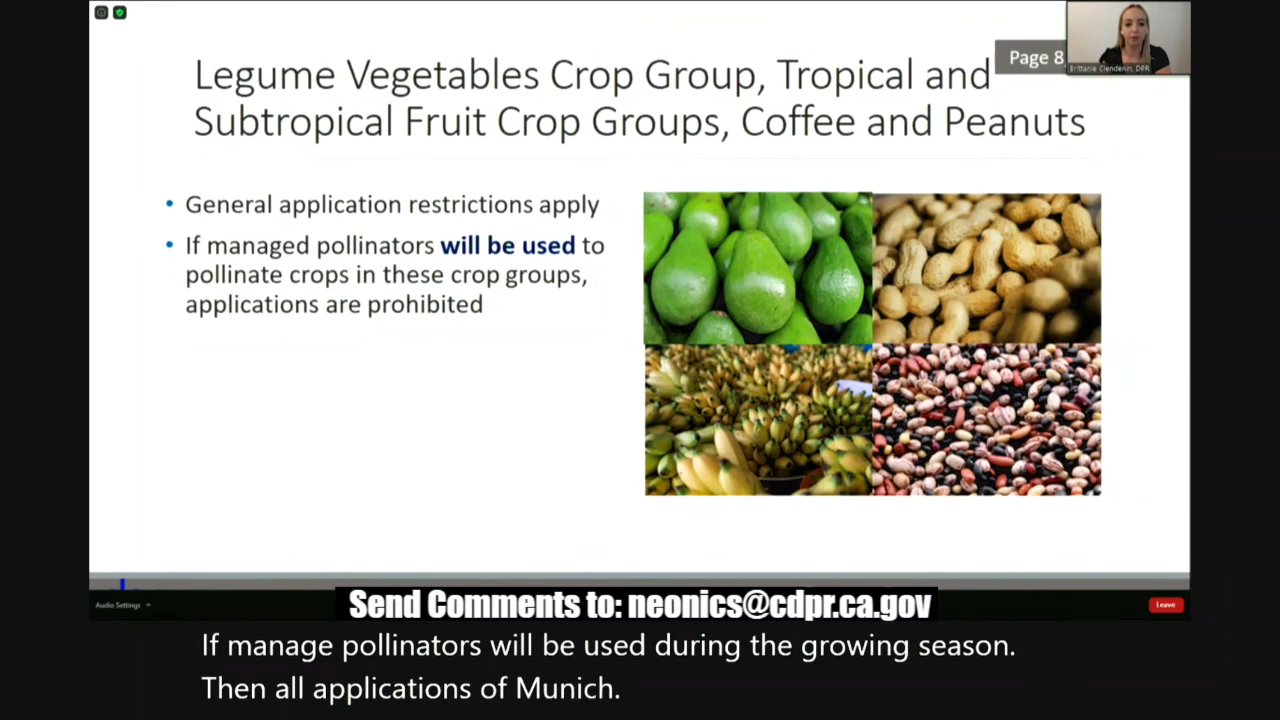 Page 8
Brittanie Clendenin, DPR
Legume Vegetables Crop Group, Tropical and
Subtropical Fruit Crop Groups, Coffee and Peanuts
• General application restrictions apply
• If managed pollinators will be used to
pollinate crops in these crop groups,
applications are prohibited
Audio Settings
Send Comments to: neonics@cdpr.ca.gov
Leave
If manage pollinators will be used during the growing season.
Then all applications of Munich.